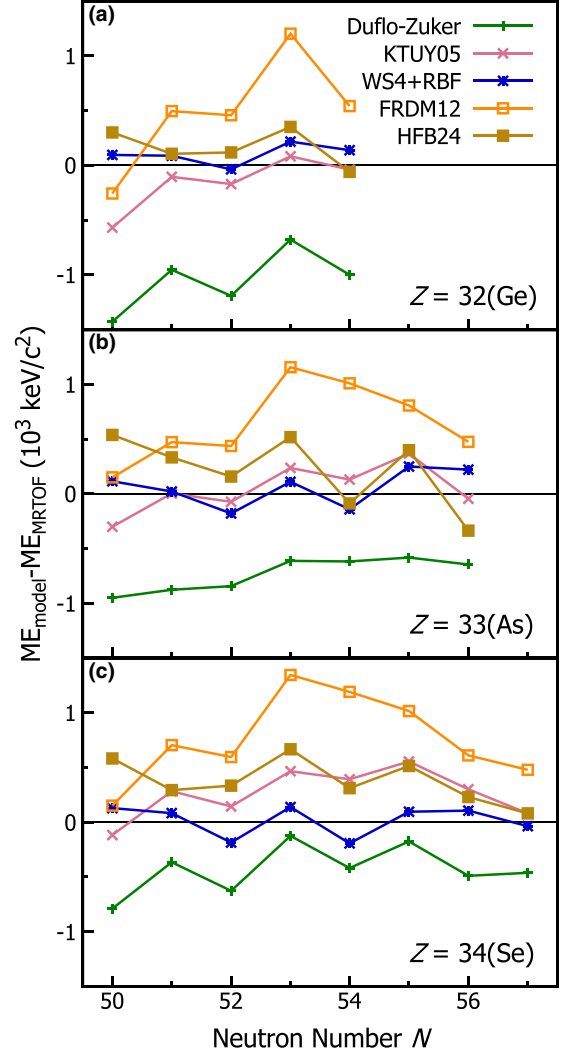 (a)
Duflo-Zuker
KTUY05
WS4+RBF
FRDM12
HFB24
1
0
-1
Z = 32(Ge)
(b)
1
0
-1
Z = 33(As)
(c)
1
0
-1
Z = 34(Se)
50 52 54 56
Neutron Number N
ME_model-ME_MRTOF (10^3 keV/c^2)